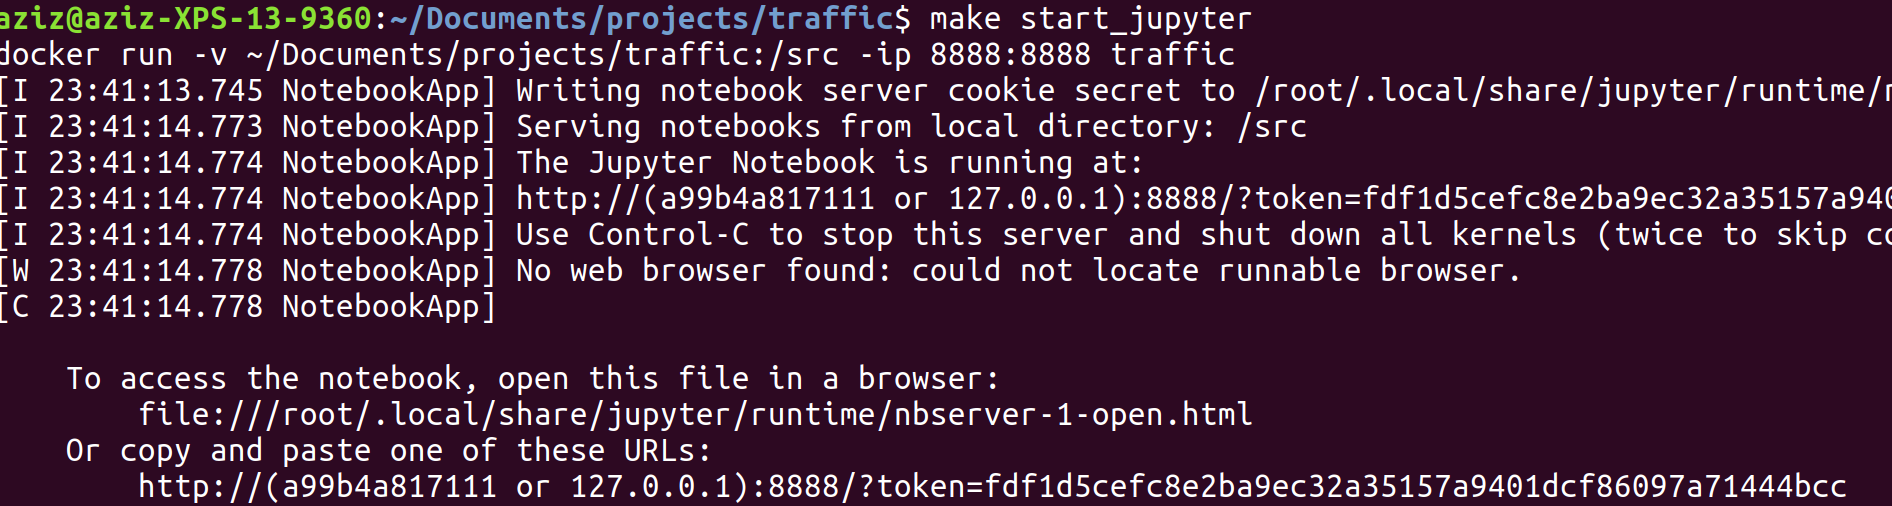 aziz@aziz-XPS-13-9360:~/Documents/projects/traffic$ make start_jupyter
docker run -v ~/Documents/projects/traffic:/src -ip 8888:8888 traffic
[I 23:41:13.745 NotebookApp] Writing notebook server cookie secret to /root/.local/share/jupyter/runtime/
[I 23:41:14.773 NotebookApp] Serving notebooks from local directory: /src
[I 23:41:14.774 NotebookApp] The Jupyter Notebook is running at:
[I 23:41:14.774 NotebookApp] http://(a99b4a817111 or 127.0.0.1):8888/?token=fdf1d5cefc8e2ba9ec32a35157a940
[I 23:41:14.774 NotebookApp] Use Control-C to stop this server and shut down all kernels (twice to skip co
[W 23:41:14.778 NotebookApp] No web browser found: could not locate runnable browser.
[C 23:41:14.778 NotebookApp]
To access the notebook, open this file in a browser:
file:///root/.local/share/jupyter/runtime/nbserver-1-open.html
Or copy and paste one of these URLs:
http://(a99b4a817111 or 127.0.0.1):8888/?token=fdf1d5cefc8e2ba9ec32a35157a9401dcf86097a71444bcc